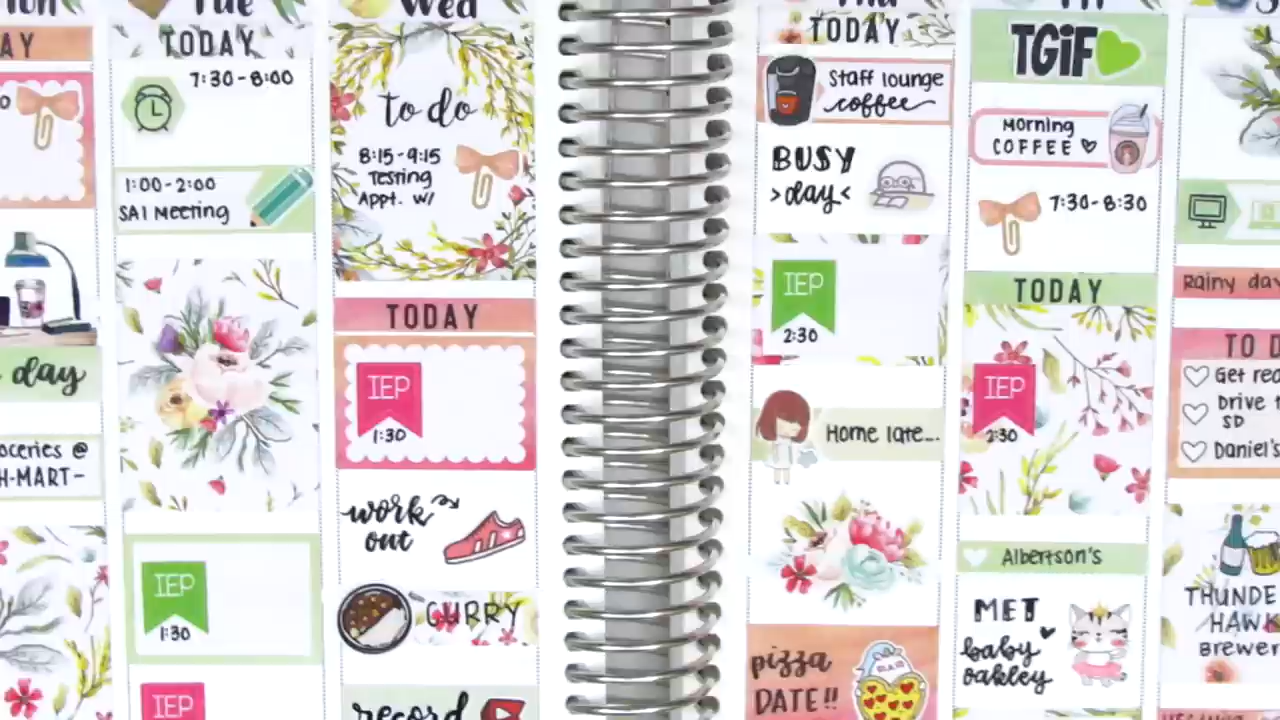 day
H-MART-
Tue
TODAY
7:30-8:00
1:00-2:00
SAI Meeting
IEP
1:30
IEP
Wed
to do
8:15-9:15
Testing
Appt. w/
TODAY
IEP
1:30
work
out
CURRY
record
TODAY
Staff lounge
coffee
BUSY
>day<
IEP
2:30
Home late...
pizza
DATE!!
TGiF
Morning
COFFEE ♡
7:30-8:30
TODAY
IEP
2:30
Albertson's
MET
baby
oakley
Rainy day
TO D
Get rea
Drive t
SD
Daniel's
THUNDE
HAWK
Brewer